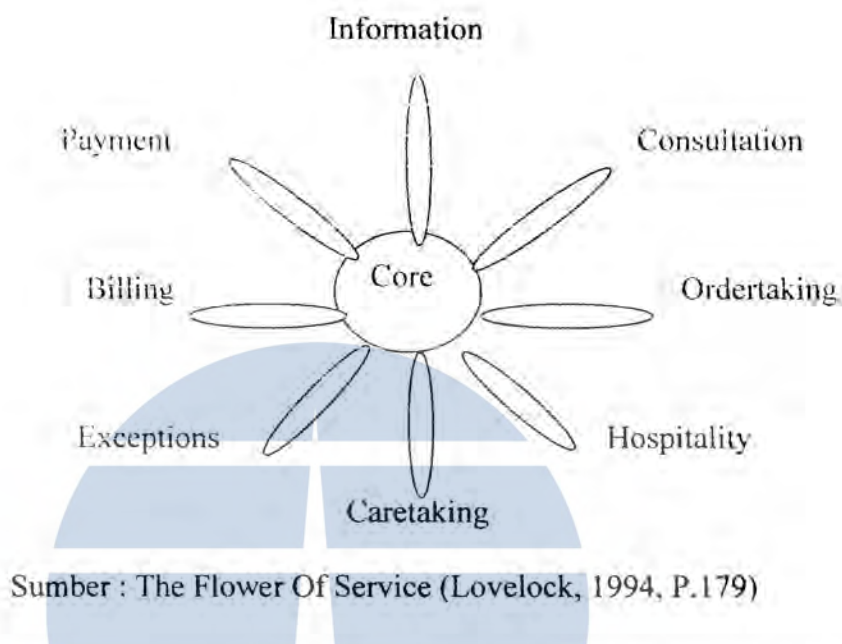 Information
Payment
Consultation
Core
Billing
Ordertaking
Exceptions
Hospitality
Caretaking
Sumber : The Flower Of Service (Lovelock, 1994, P.179)